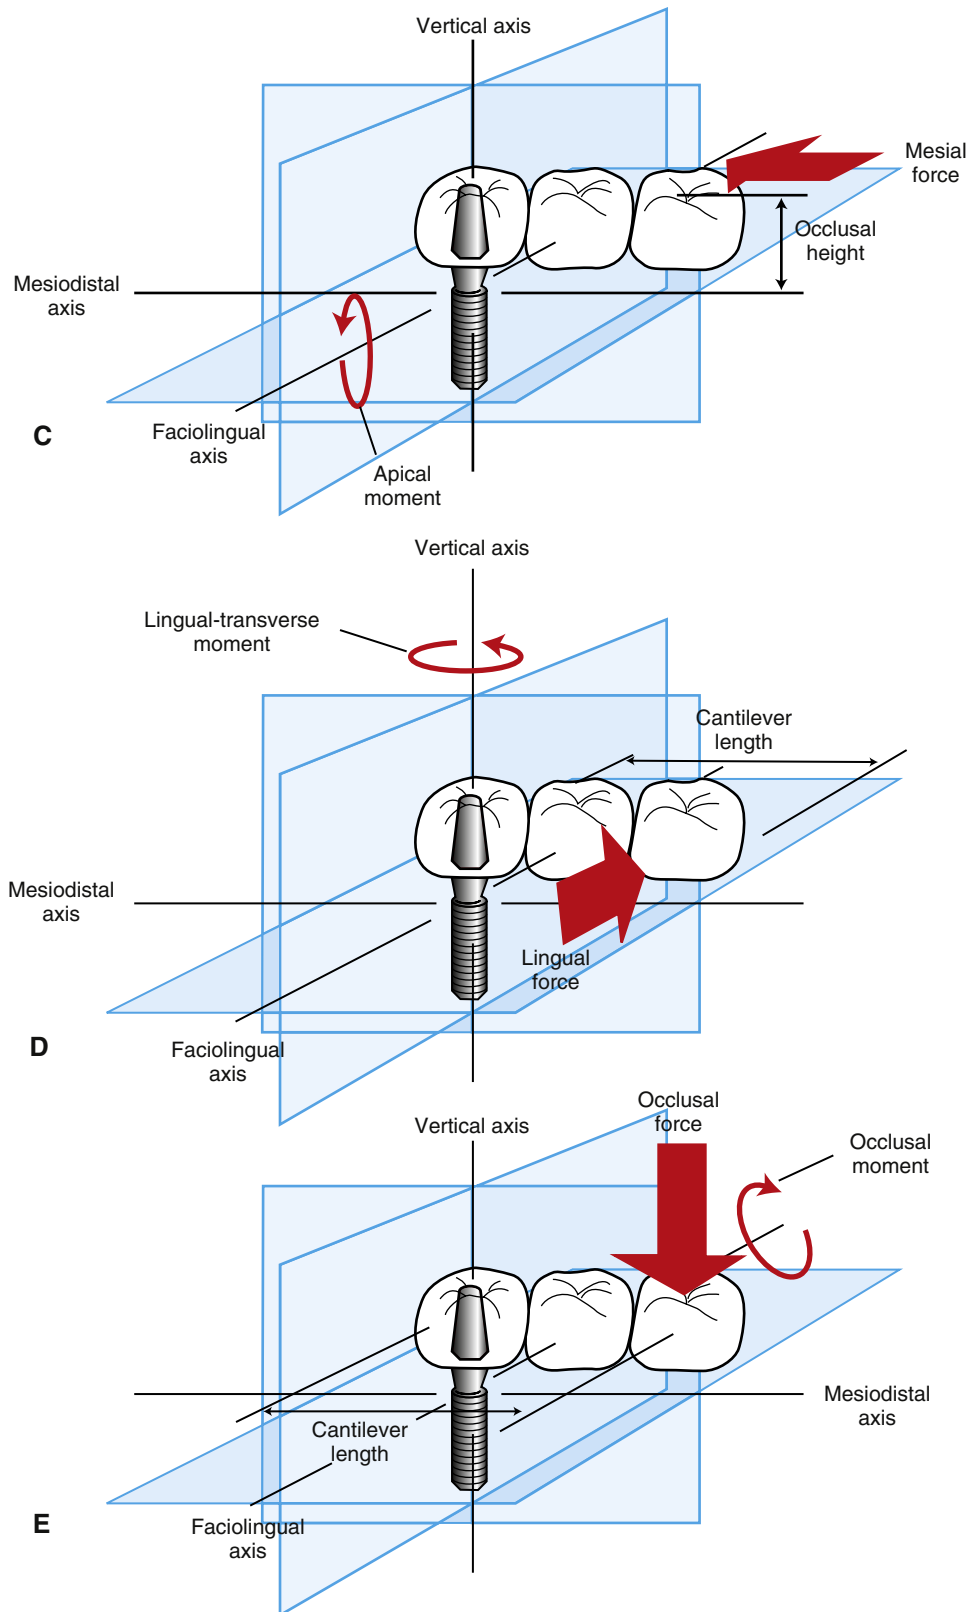 Vertical axis
Mesial
force
Occlusal
height
Mesiodistal
axis
Faciolingual
axis
Apical
moment
C
Vertical axis
Lingual-transverse
moment
Cantilever
length
Mesiodistal
axis
Lingual
force
Faciolingual
axis
D
Occlusal
force
Vertical axis
Occlusal
moment
Mesiodistal
axis
Cantilever
length
Faciolingual
axis
E